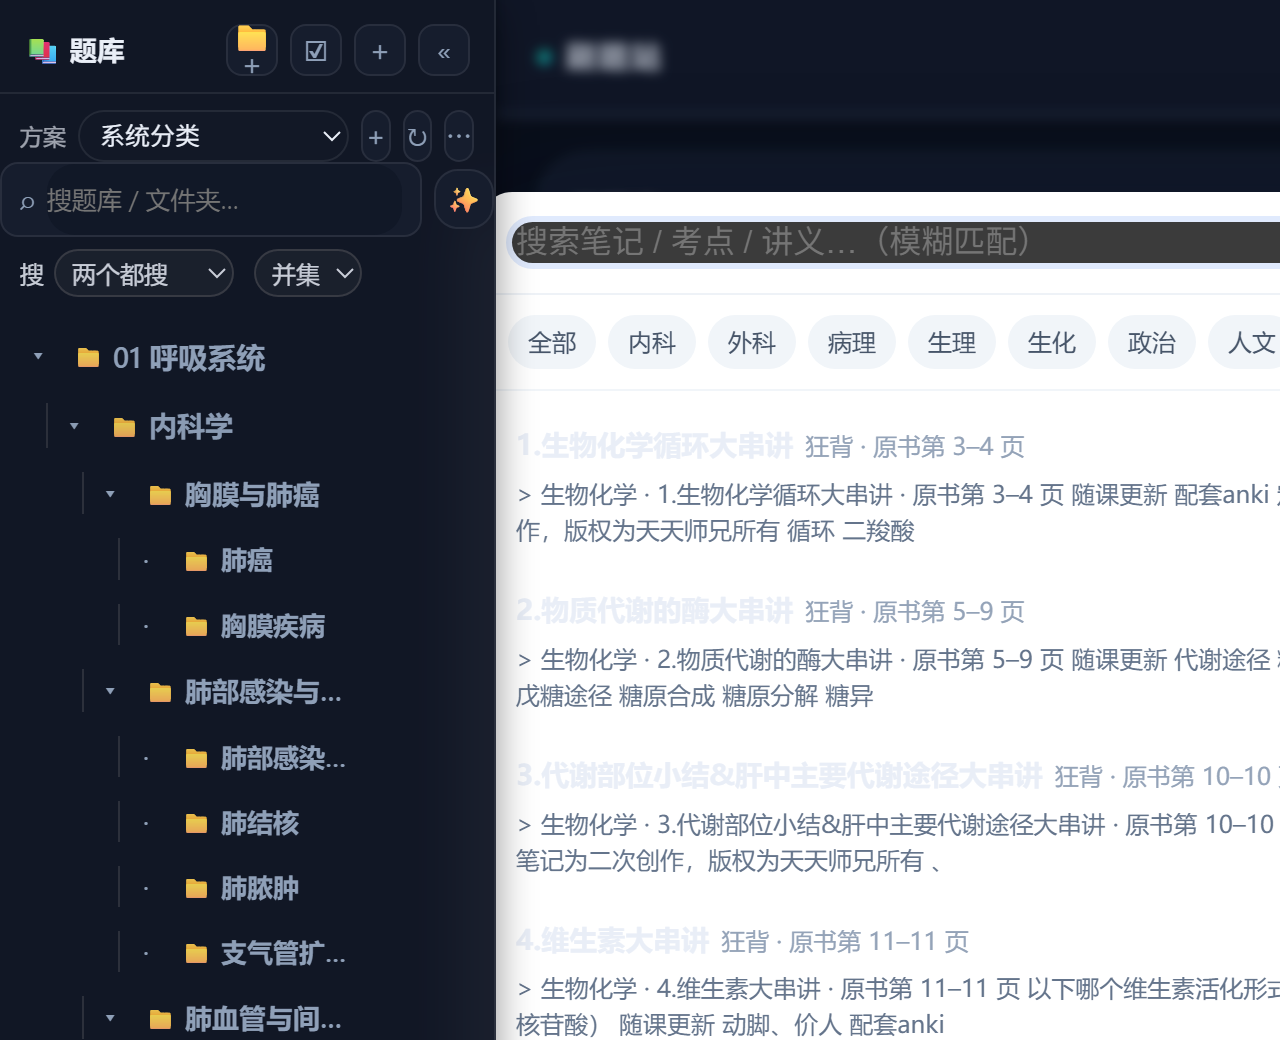 题库
+
+
«
方案
系统分类
+
↻
...
搜题库 / 文件夹...
搜
两个都搜
并集
01 呼吸系统
内科学
胸膜与肺癌
肺癌
胸膜疾病
肺部感染与...
肺部感染...
肺结核
肺脓肿
支气管扩...
肺血管与间...
搜索笔记 / 考点 / 讲义…（模糊匹配）
全部 内科 外科 病理 生理 生化 政治 人文
1.生物化学循环大串讲 狂背 · 原书第 3–4 页
> 生物化学 · 1.生物化学循环大串讲 · 原书第 3–4 页 随课更新 配套anki
作，版权为天天师兄所有 循环 二羧酸
2.物质代谢的酶大串讲 狂背 · 原书第 5–9 页
> 生物化学 · 2.物质代谢的酶大串讲 · 原书第 5–9 页 随课更新 代谢途径
戊糖途径 糖原合成 糖原分解 糖异
3.代谢部位小结&肝中主要代谢途径大串讲 狂背 · 原书第 10–10
> 生物化学 · 3.代谢部位小结&肝中主要代谢途径大串讲 · 原书第 10–10
笔记为二次创作，版权为天天师兄所有 、
4.维生素大串讲 狂背 · 原书第 11–11 页
> 生物化学 · 4.维生素大串讲 · 原书第 11–11 页 以下哪个维生素活化形式
核苷酸） 随课更新 动脚、价人 配套anki